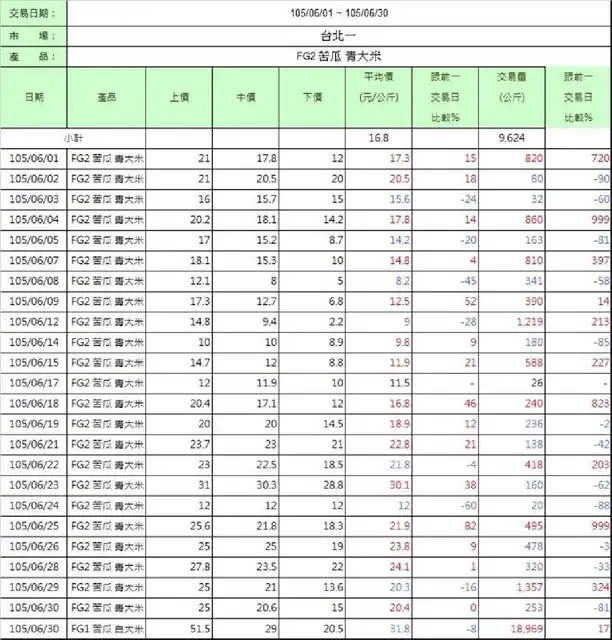 交易日期： 105/06/01 ~ 105/06/30
市 場： 台北一
產 品： FG2 苦瓜 青大米
日期 產品 上價 中價 下價 平均價 (元/公斤) 跟前一 交易日 比較% 交易量 (公斤) 跟前一 交易日 比較%
小計 16.8 9,624
105/06/01 FG2 苦瓜 青大米 21 17.8 12 17.3 15 820 720
105/06/02 FG2 苦瓜 青大米 21 20.5 20 20.5 18 80 -90
105/06/03 FG2 苦瓜 青大米 16 15.7 15 15.6 -24 32 -60
105/06/04 FG2 苦瓜 青大米 20.2 18.1 14.2 17.8 14 860 999
105/06/05 FG2 苦瓜 青大米 17 15.2 8.7 14.2 -20 163 -81
105/06/07 FG2 苦瓜 青大米 18.1 15.3 10 14.8 4 810 397
105/06/08 FG2 苦瓜 青大米 12.1 8 5 8.2 -45 341 -58
105/06/09 FG2 苦瓜 青大米 17.3 12.7 6.8 12.5 52 390 14
105/06/12 FG2 苦瓜 青大米 14.8 9.4 2.2 9 -28 1,219 213
105/06/14 FG2 苦瓜 青大米 10 10 8.9 9.8 9 180 -85
105/06/15 FG2 苦瓜 青大米 14.7 12 8.8 11.9 21 588 227
105/06/17 FG2 苦瓜 青大米 12 11.9 10 11.5 - 26 -
105/06/18 FG2 苦瓜 青大米 20.4 17.1 12 16.8 46 240 823
105/06/19 FG2 苦瓜 青大米 20 20 14.5 18.9 12 236 -2
105/06/21 FG2 苦瓜 青大米 23.7 23 21 22.8 21 138 -42
105/06/22 FG2 苦瓜 青大米 23 22.5 18.5 21.8 -4 418 203
105/06/23 FG2 苦瓜 青大米 31 30.3 28.8 30.1 38 160 -62
105/06/24 FG2 苦瓜 青大米 12 12 12 12 -60 20 -88
105/06/25 FG2 苦瓜 青大米 25.6 21.8 18.3 21.9 82 495 999
105/06/26 FG2 苦瓜 青大米 25 25 19 23.8 9 478 -3
105/06/28 FG2 苦瓜 青大米 27.8 23.5 22 24.1 1 320 -33
105/06/29 FG2 苦瓜 青大米 25 21 13.6 20.3 -16 1,357 324
105/06/30 FG2 苦瓜 青大米 25 20.6 15 20.4 0 253 -81
105/06/30 FG1 苦瓜 白大米 51.5 29 20.5 31.8 -8 18,969 17